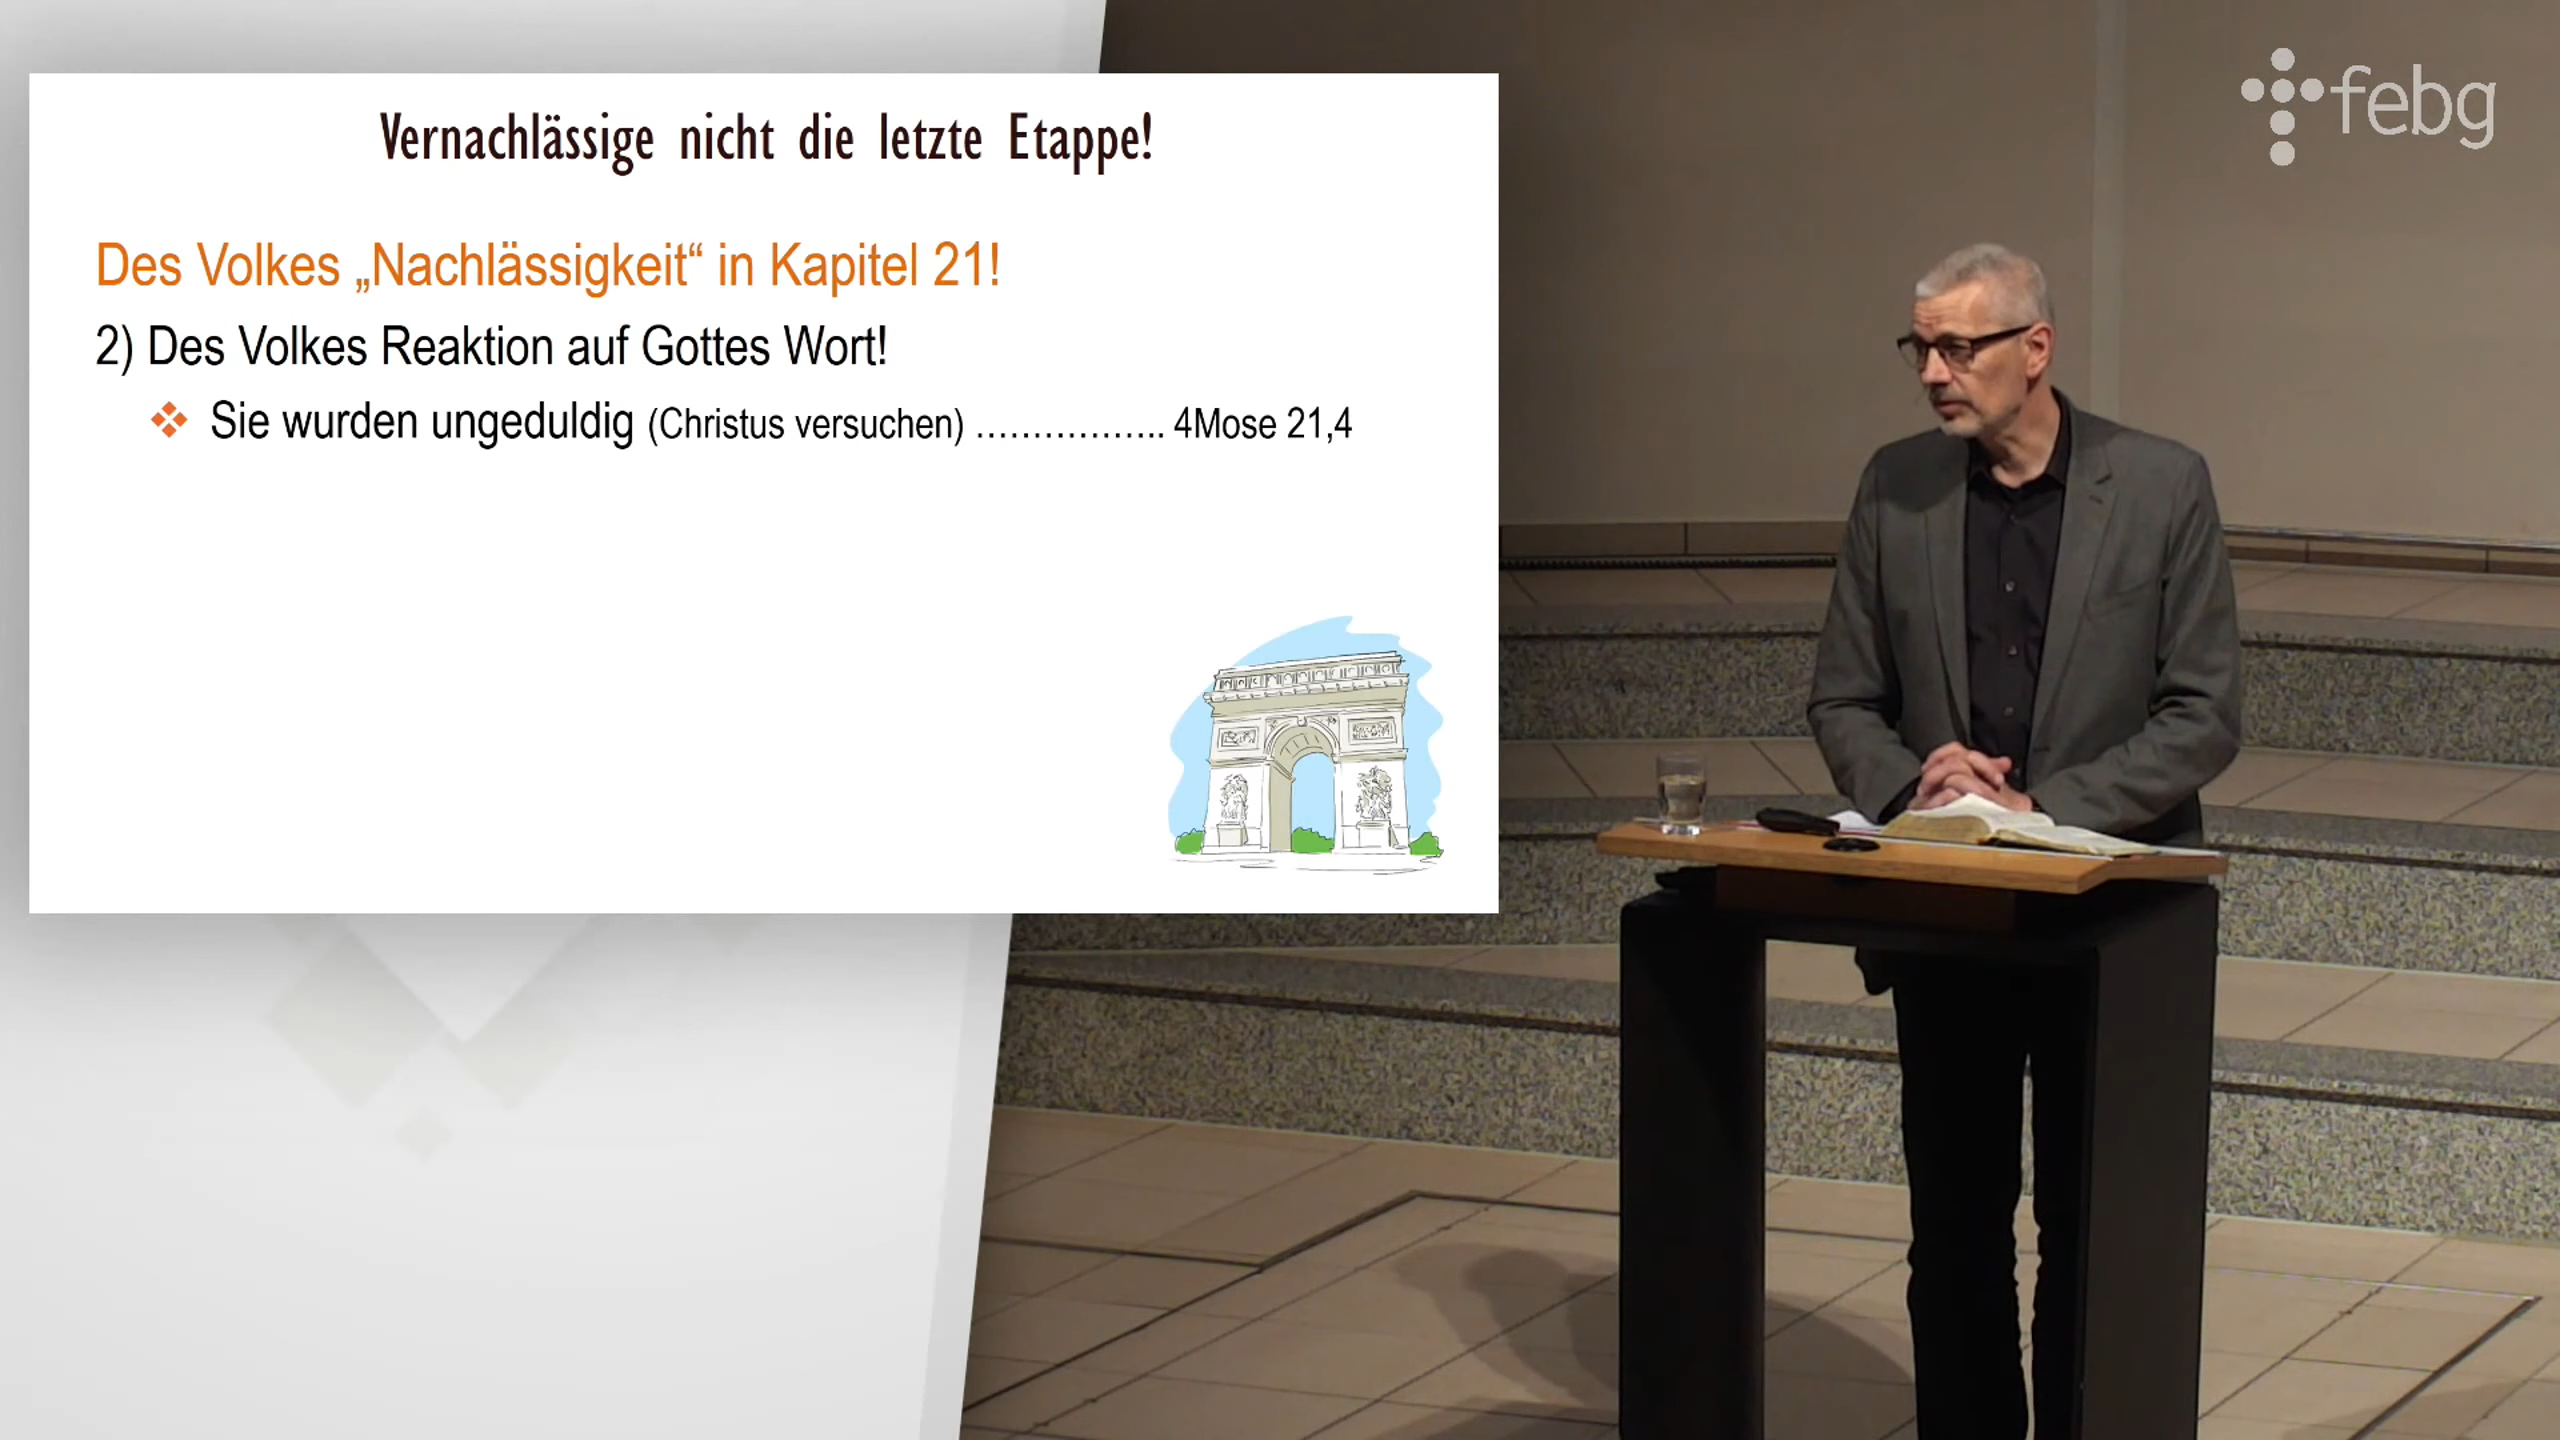 Vernachlässige nicht die letzte Etappe!
Des Volkes „Nachlässigkeit“ in Kapitel 21!
2) Des Volkes Reaktion auf Gottes Wort!
❖ Sie wurden ungeduldig (Christus versuchen) …………….. 4Mose 21,4
febg